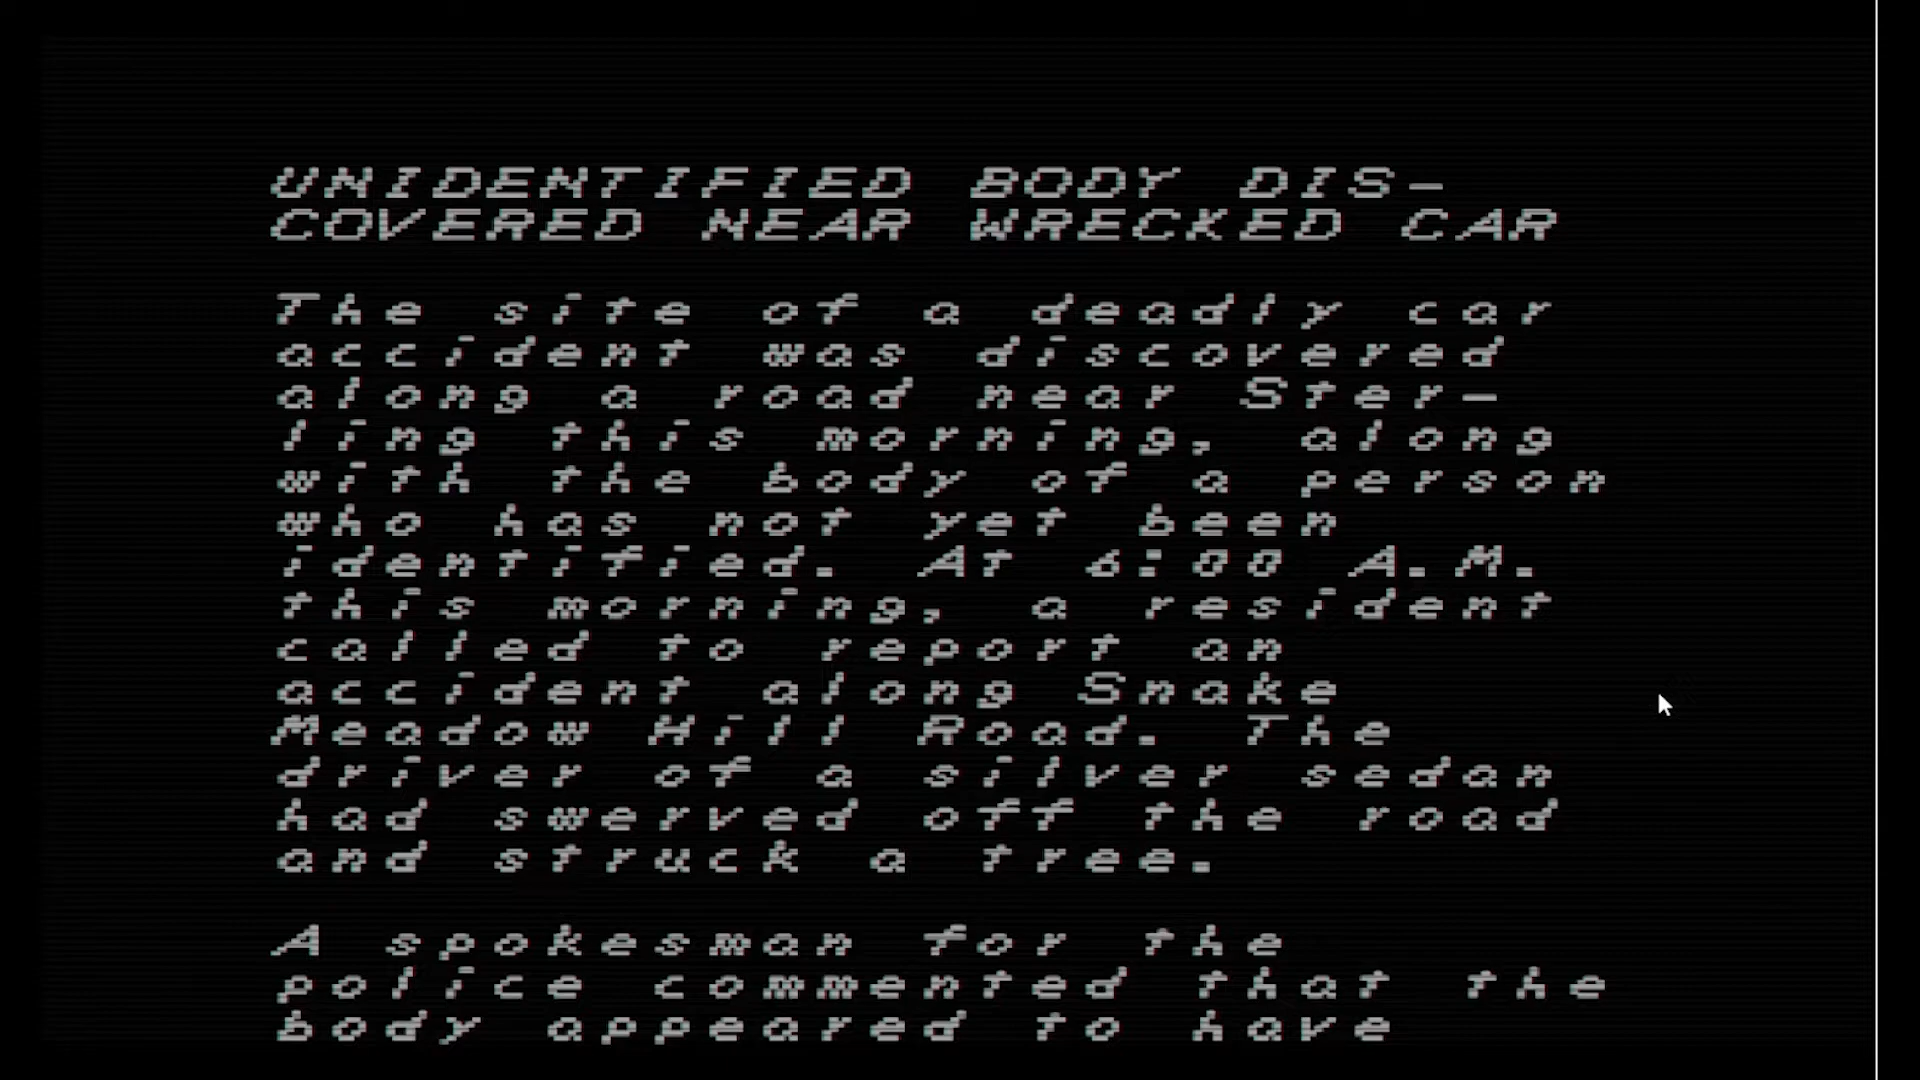 UNIDENTIFIED BODY DIS-
COVERED NEAR WRECKED CAR
The site of a deadly car
accident was discovered
along a road near Ster-
ling this morning, along
with the body of a person
who has not yet been
identified. At 6:00 A.M.
this morning, a resident
called to report an
accident along Snake
Meadow Hill Road. The
driver of a silver sedan
had swerved off the road
and struck a tree.
A spokesman for the
police commented that the
body appeared to have